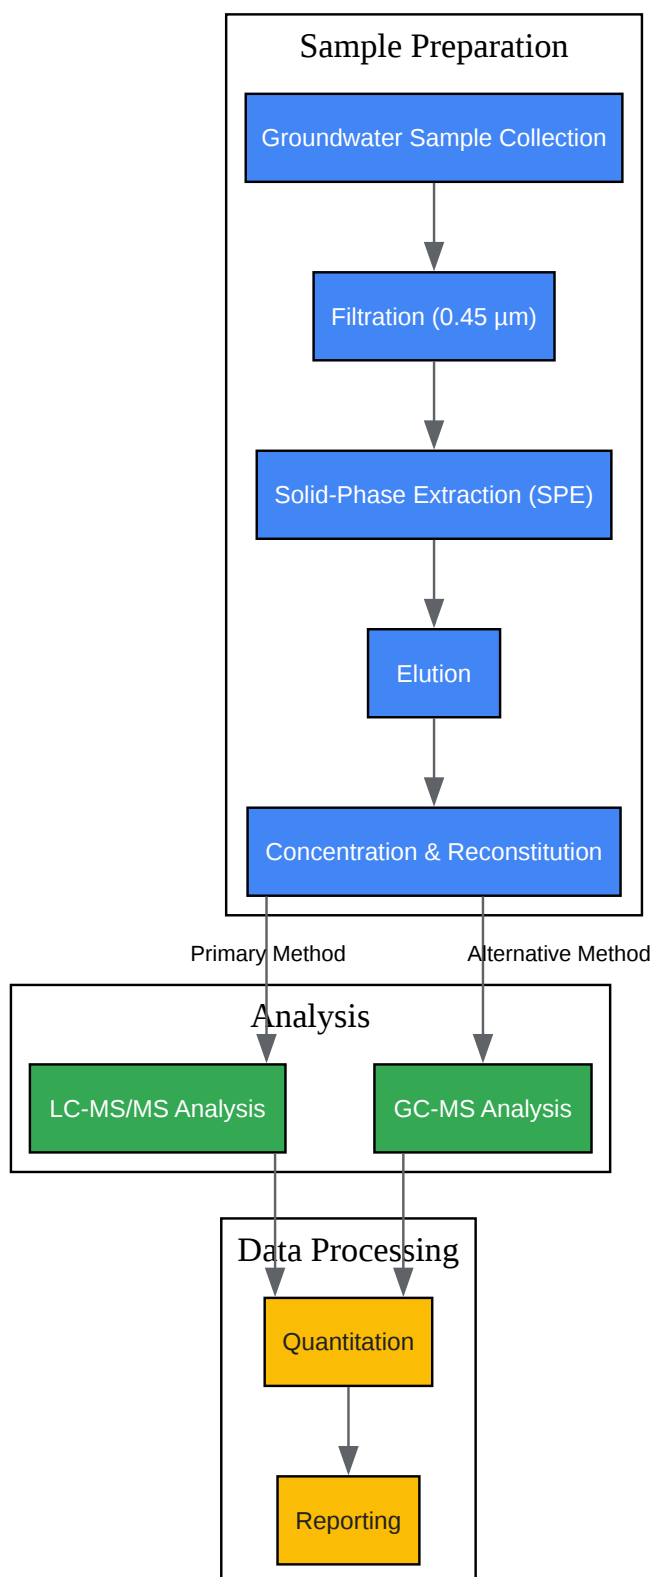 Sample Preparation
Groundwater Sample Collection
Filtration (0.45 µm)
Solid-Phase Extraction (SPE)
Elution
Concentration & Reconstitution
Primary Method
Alternative Method
Analysis
LC-MS/MS Analysis
GC-MS Analysis
Data Processing
Quantitation
Reporting